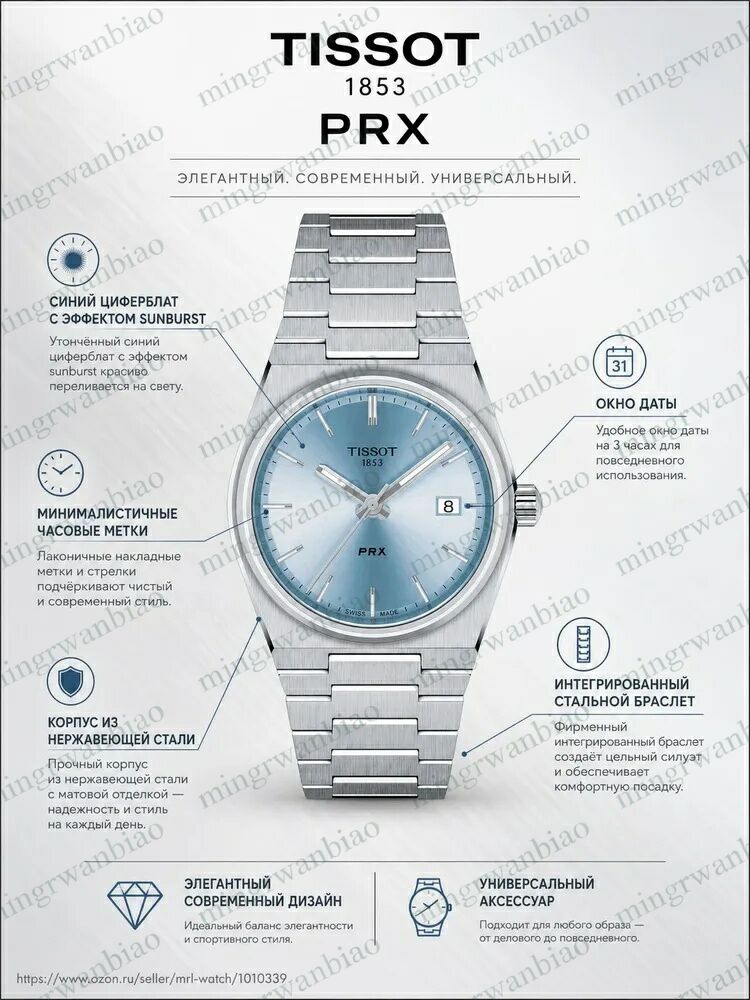 TISSOT
1853
PRX
ЭЛЕГАНТНЫЙ. СОВРЕМЕННЫЙ. УНИВЕРСАЛЬНЫЙ.
СИНИЙ ЦИФЕРБЛАТ
С ЭФФЕКТОМ SUNBURST
Утончённый синий
циферблат с эффектом
sunburst красиво
переливается на свету.
31
ОКНО ДАТЫ
Удобное окно даты
на 3 часах для
повседневного
использования.
TISSOT
1853
8
PRX
SWISS MADE
МИНИМАЛИСТИЧНЫЕ
ЧАСОВЫЕ МЕТКИ
Лаконичные накладные
метки и стрелки
подчёркивают чистый
и современный стиль.
КОРПУС ИЗ
НЕРЖАВЕЮЩЕЙ СТАЛИ
Прочный корпус
из нержавеющей стали
с матовой отделкой —
надежность и стиль
на каждый день.
ИНТЕГРИРОВАННЫЙ
СТАЛЬНОЙ БРАСЛЕТ
Фирменный
интегрированный браслет
создаёт цельный силуэт
и обеспечивает
комфортную посадку.
ЭЛЕГАНТНЫЙ
СОВРЕМЕННЫЙ ДИЗАЙН
Идеальный баланс элегантности
и спортивного стиля.
УНИВЕРСАЛЬНЫЙ
АКСЕССУАР
Подходит для любого образа —
от делового до повседневного.
https://www.ozon.ru/seller/mrl-watch/1010339
mingrwanbiao